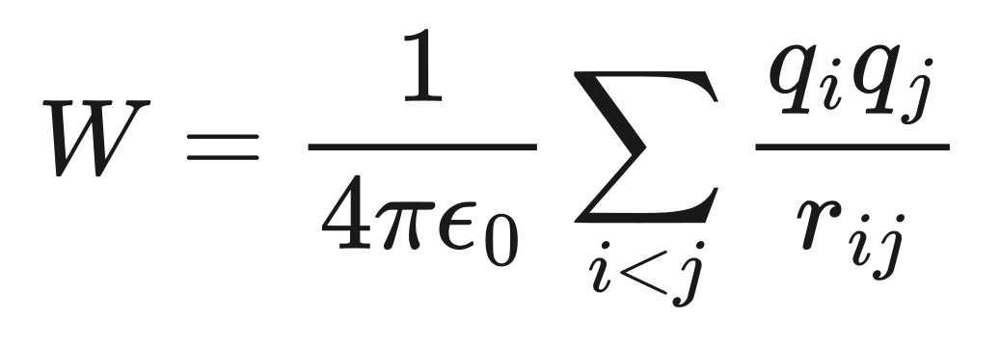 W = \frac{1}{4\pi\epsilon_0} \sum_{i<j} \frac{q_i q_j}{r_{ij}}